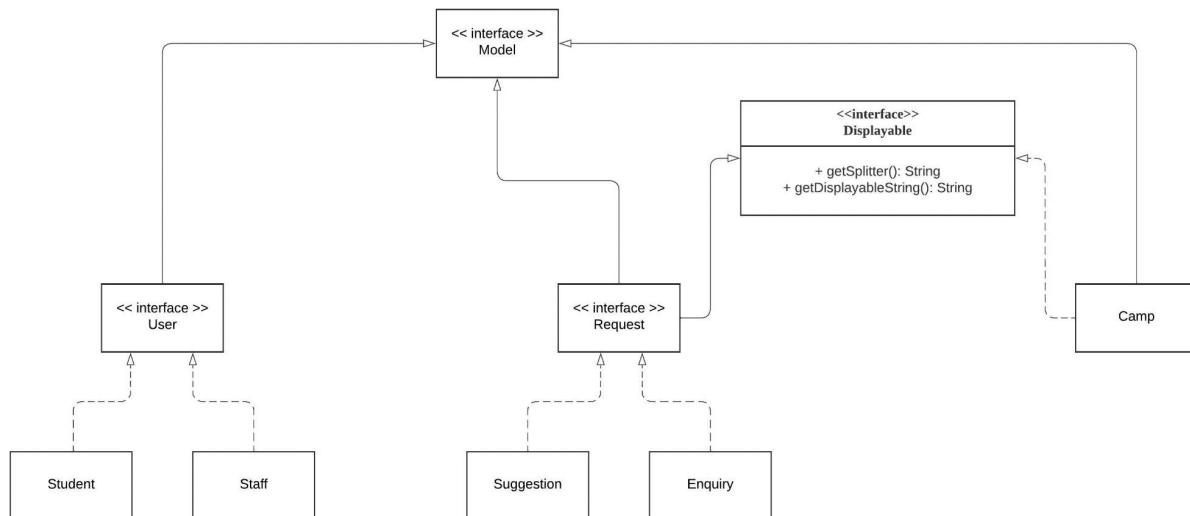 << interface >>
Model
<<interface>>
Displayable
+ getSplitter(): String
+ getDisplayableString(): String
<< interface >>
User
<< interface >>
Request
Camp
Student
Staff
Suggestion
Enquiry